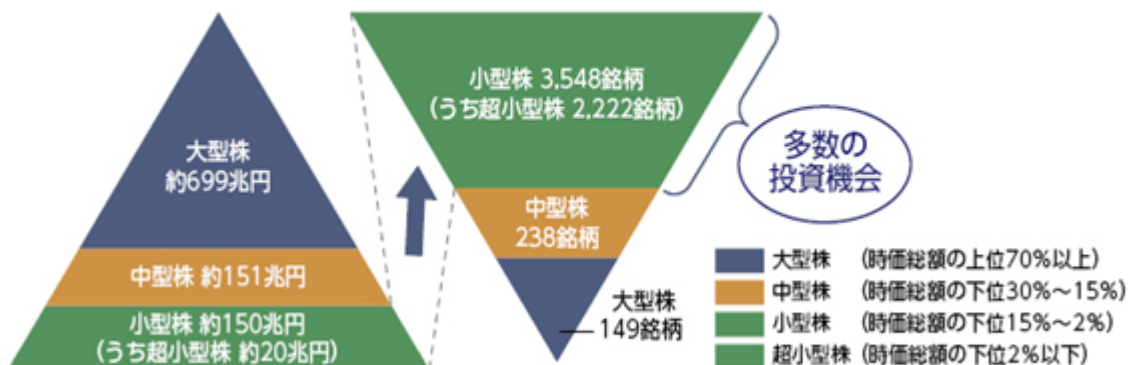 大型株
約699兆円
中型株 約151兆円
小型株 約150兆円
(うち超小型株 約20兆円)
小型株 3,548銘柄
(うち超小型株 2,222銘柄)
中型株
238銘柄
大型株
149銘柄
多数の
投資機会
大型株 (時価総額の上位70%以上)
中型株 (時価総額の下位30%～15%)
小型株 (時価総額の下位15%～2%)
超小型株 (時価総額の下位2%以下)